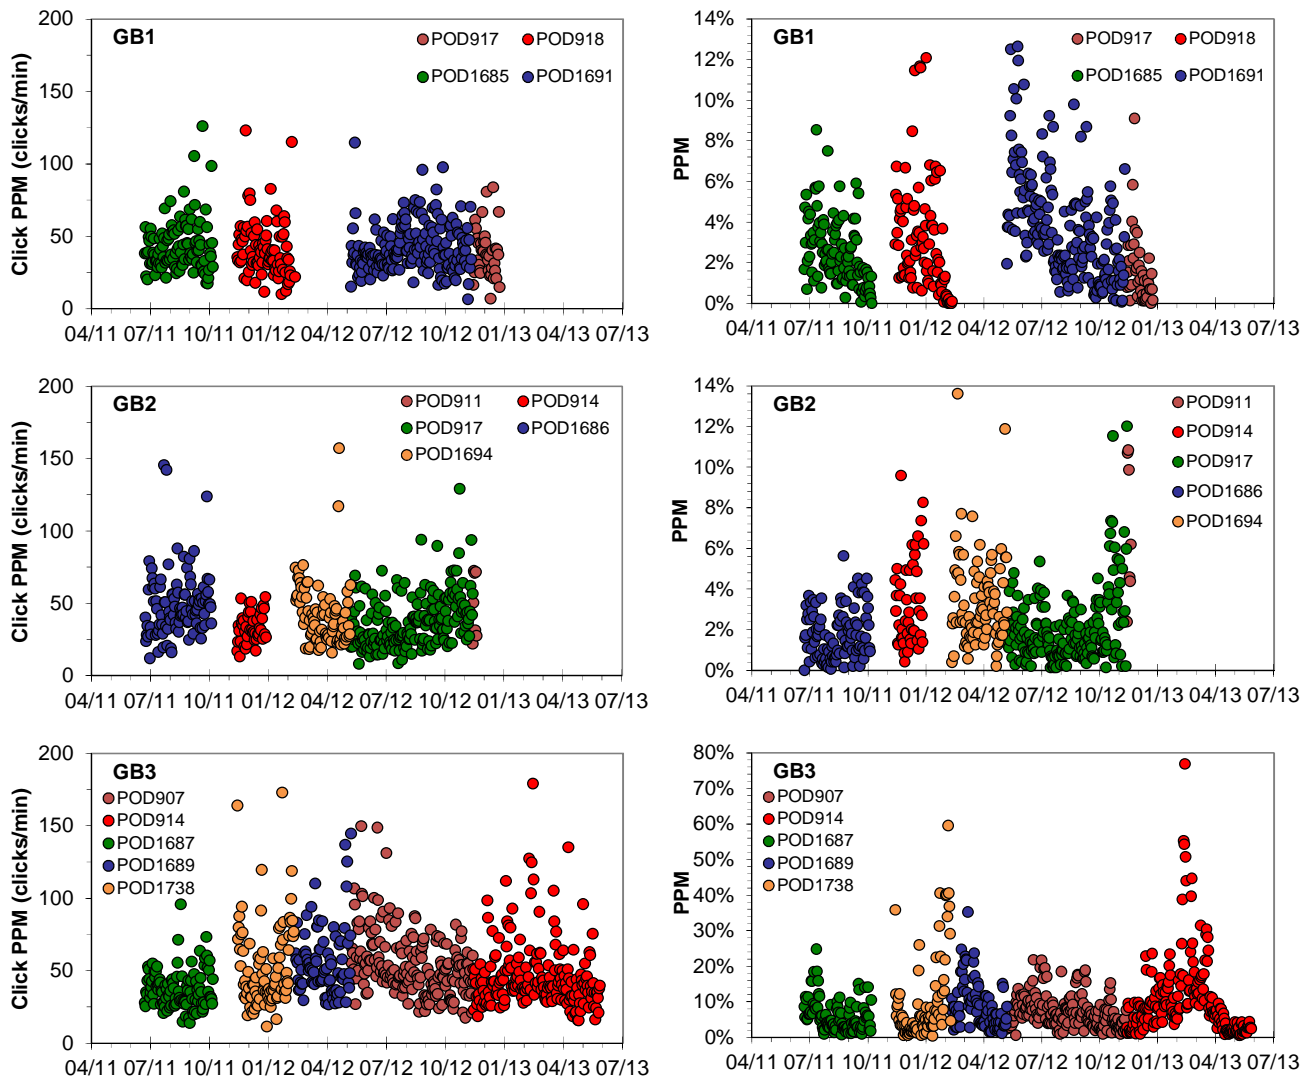 GB1
POD917 POD918
POD1685 POD1691
Click PPM (clicks/min)
200
150
100
50
0
04/11 07/11 10/11 01/12 04/12 07/12 10/12 01/13 04/13 07/13
GB1
POD917 POD918
POD1685 POD1691
PPM
14%
12%
10%
8%
6%
4%
2%
0%
04/11 07/11 10/11 01/12 04/12 07/12 10/12 01/13 04/13 07/13
GB2
POD911 POD914
POD917 POD1686
POD1694
Click PPM (clicks/min)
200
150
100
50
0
04/11 07/11 10/11 01/12 04/12 07/12 10/12 01/13 04/13 07/13
GB2
POD911
POD914
POD917
POD1686
POD1694
PPM
14%
12%
10%
8%
6%
4%
2%
0%
04/11 07/11 10/11 01/12 04/12 07/12 10/12 01/13 04/13 07/13
GB3
POD907
POD914
POD1687
POD1689
POD1738
Click PPM (clicks/min)
200
150
100
50
0
04/11 07/11 10/11 01/12 04/12 07/12 10/12 01/13 04/13 07/13
GB3
POD907
POD914
POD1687
POD1689
POD1738
PPM
80%
70%
60%
50%
40%
30%
20%
10%
0%
04/11 07/11 10/11 01/12 04/12 07/12 10/12 01/13 04/13 07/13